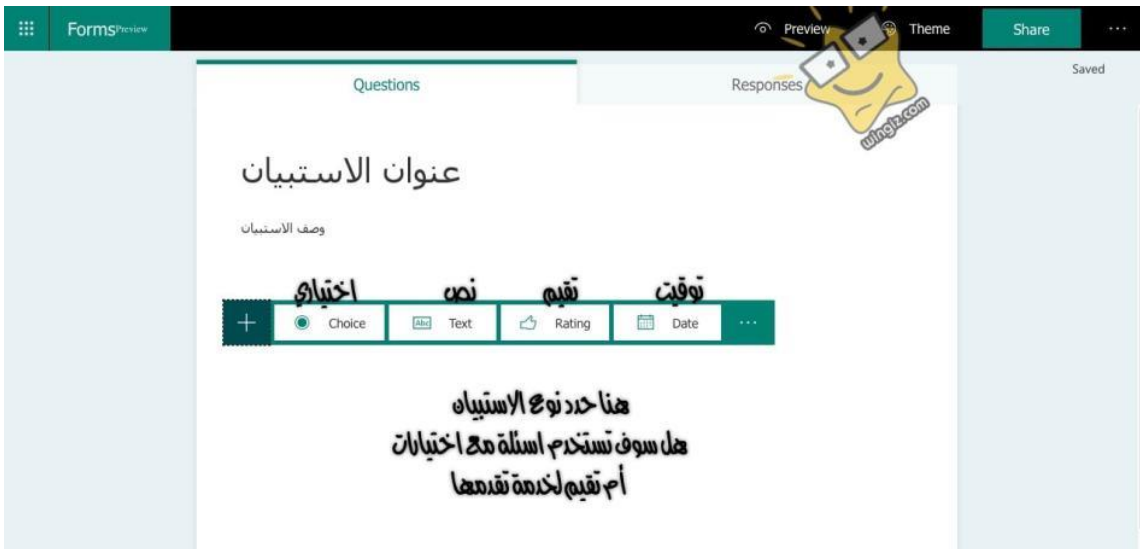 Forms Preview
Preview
Theme
Share
...
Saved
Questions
Responses
wingiz.com
عنوان الاستبيان
وصف الاستبيان
اختياري نص تقيم توقيت
Choice Abc Text Rating Date ...
هنا حدد نوع الاستبيان
هل سوف تستخدم اسئلة مع اختيارات
أم تقيم لخدمة تقدمها